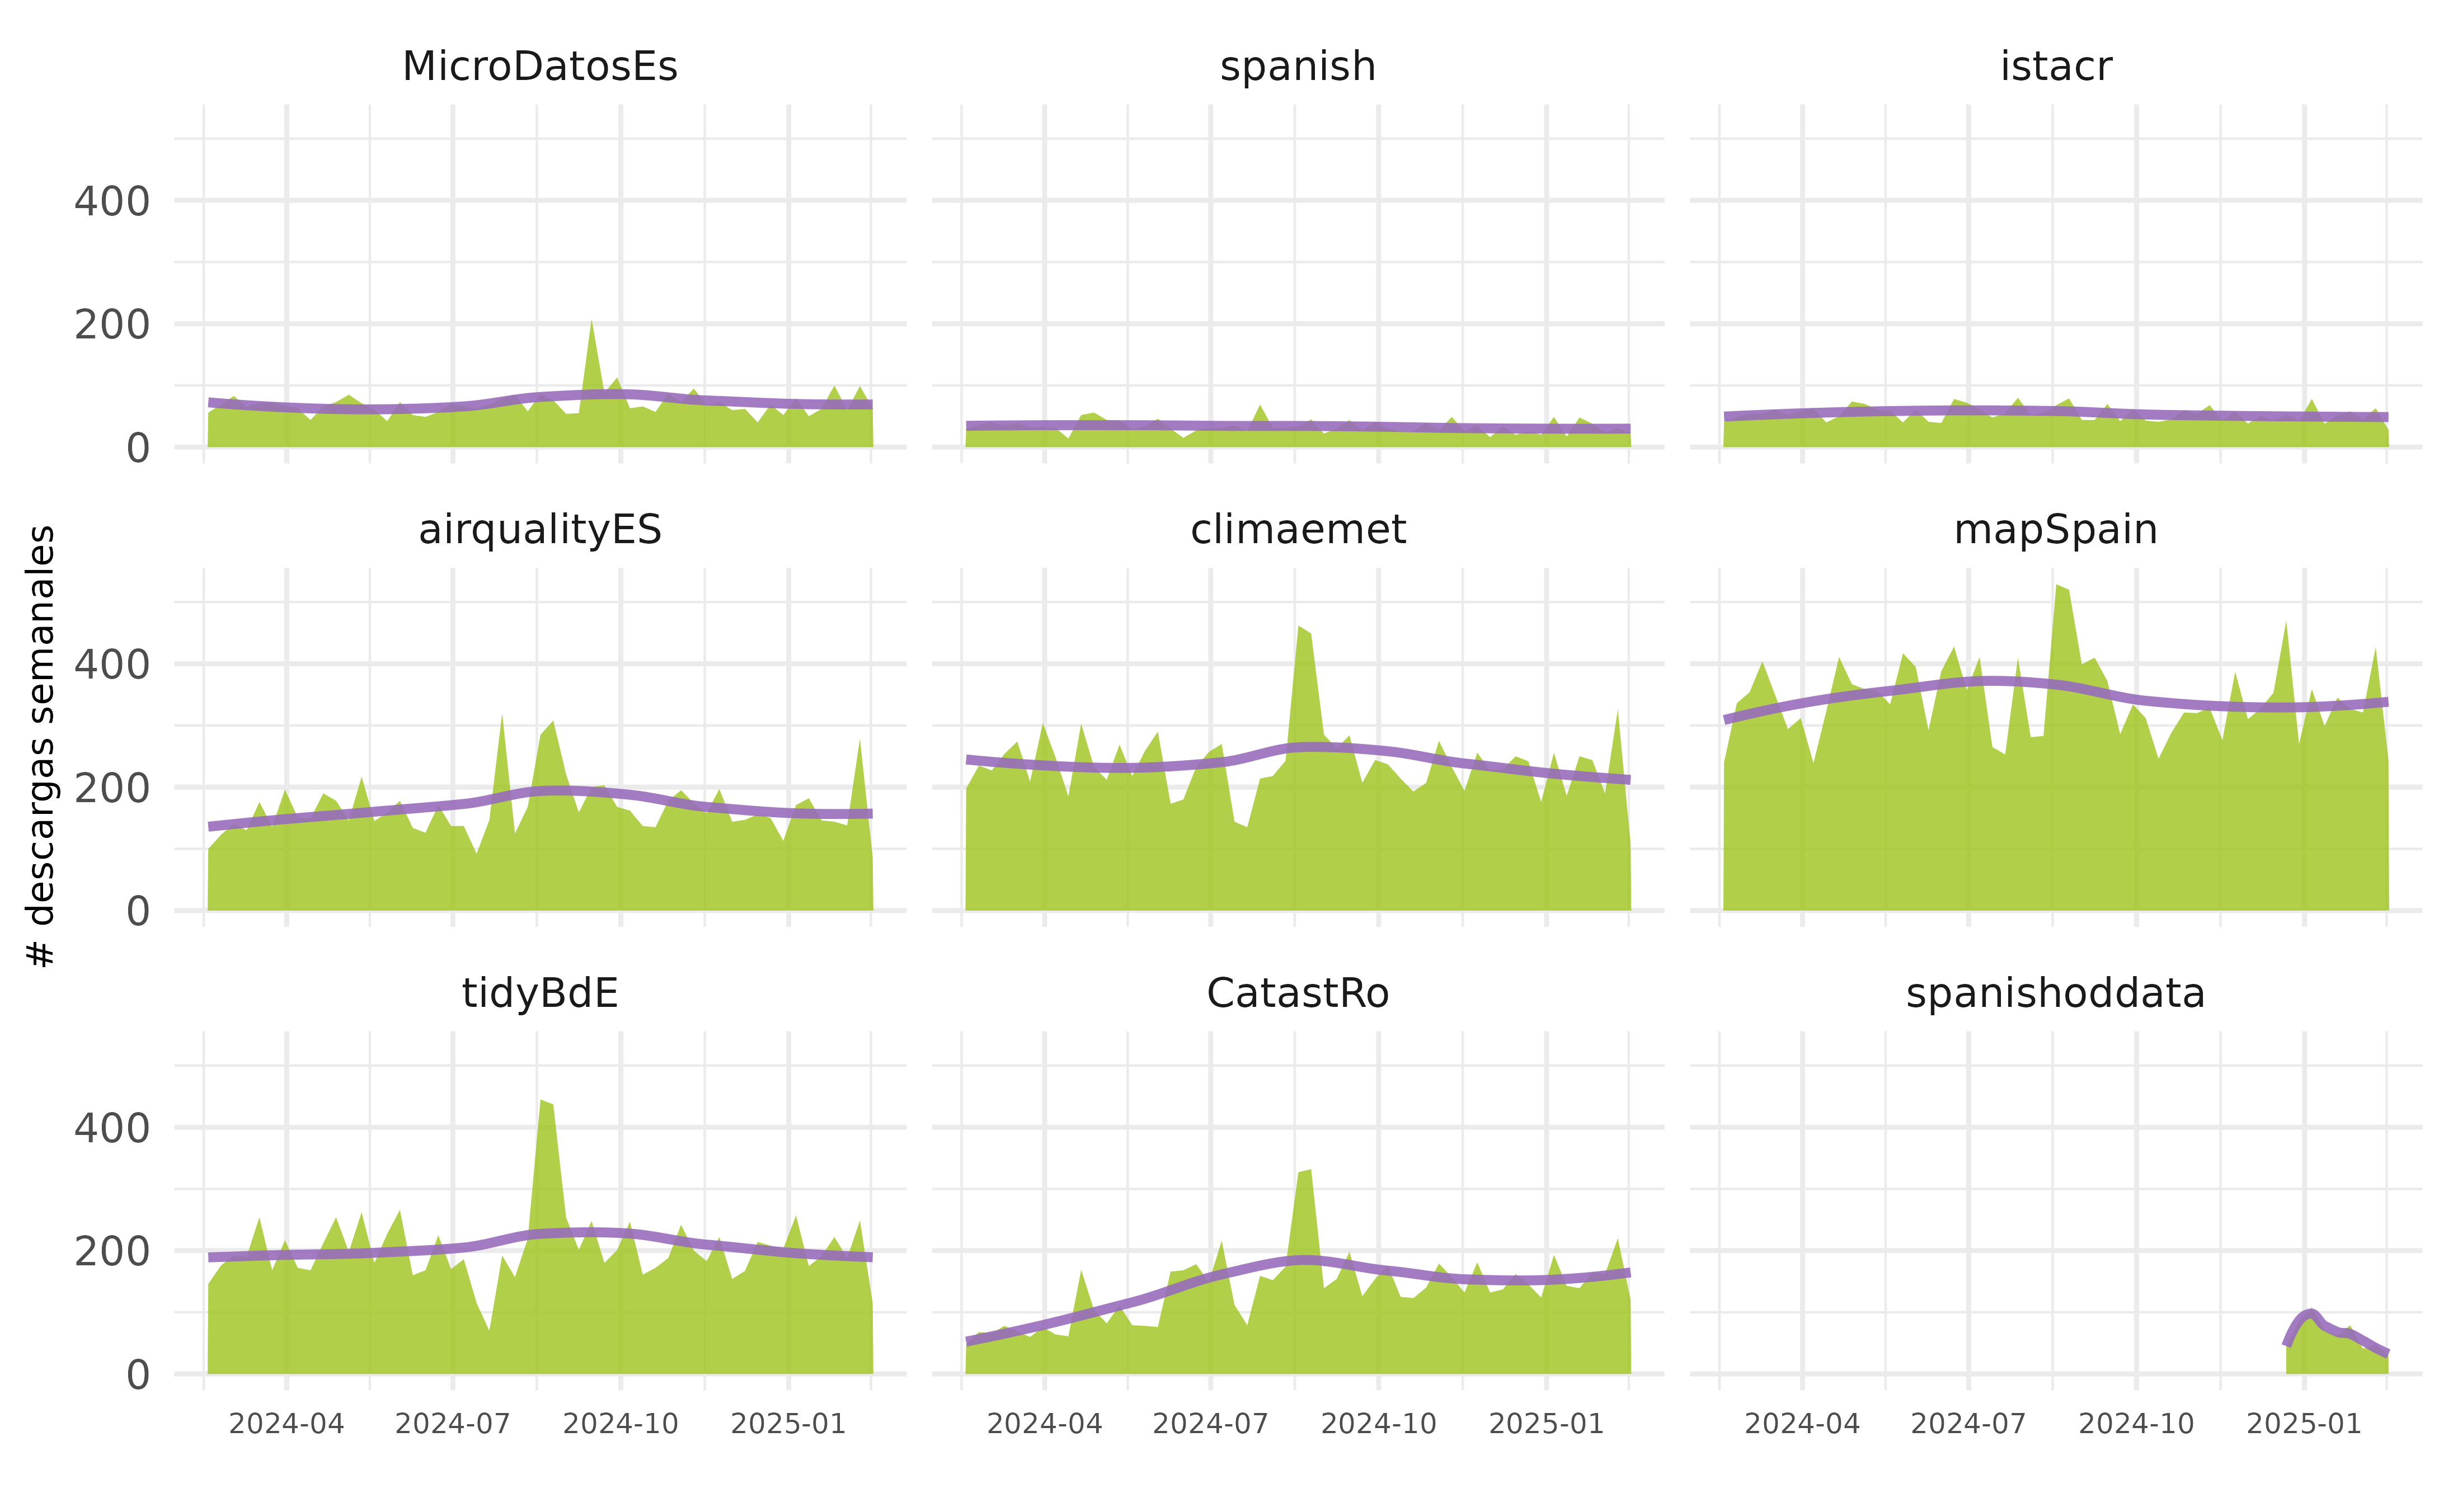 MicroDatosEs
spanish
istacr
400
200
0
# descargas semanales
airqualityES
climaemet
mapSpain
400
200
0
tidyBdE
CatastRo
spanishoddata
400
200
0
2024-04 2024-07 2024-10 2025-01
2024-04 2024-07 2024-10 2025-01
2024-04 2024-07 2024-10 2025-01